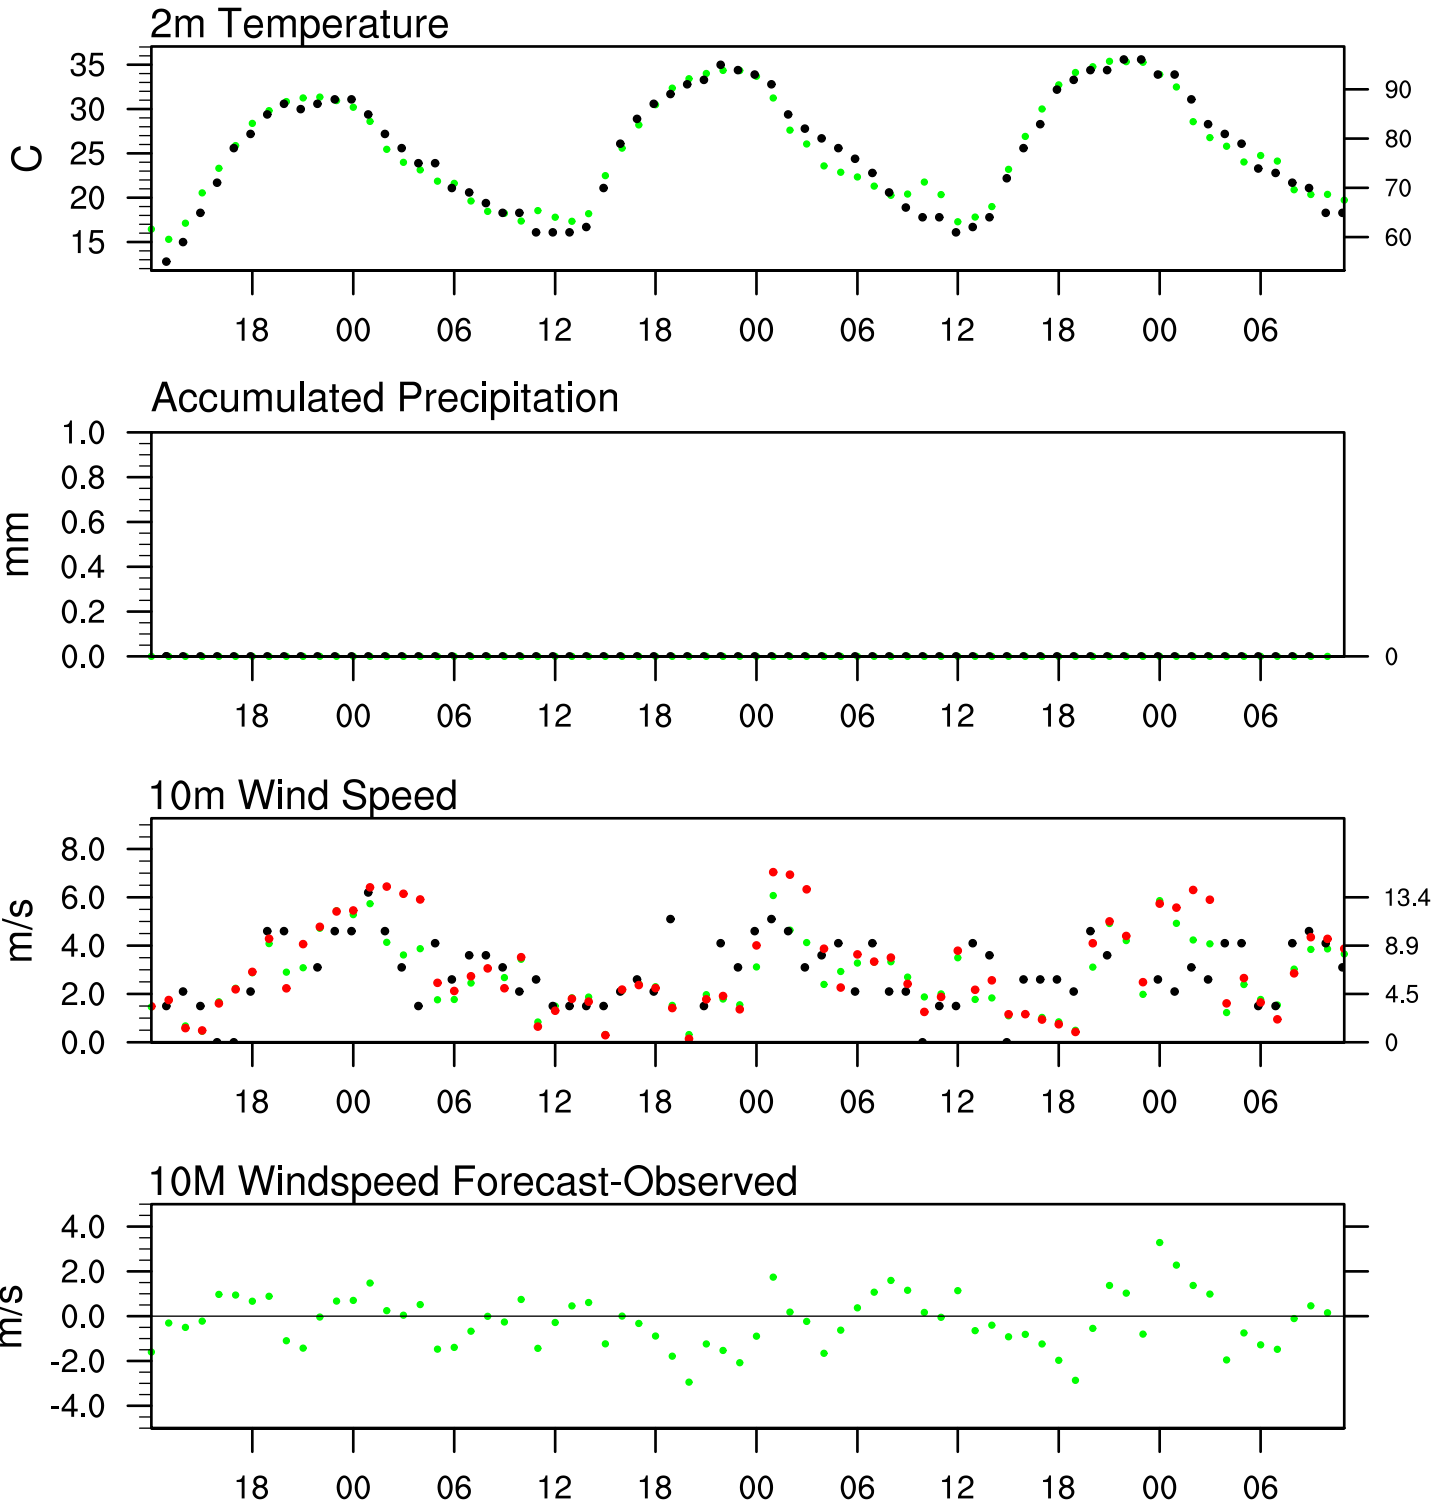 2m Temperature
35
30
25
20
15
C
90
80
70
60
18 00 06 12 18 00 06 12 18 00 06
Accumulated Precipitation
1.0
0.8
0.6
0.4
0.2
0.0
mm
0
18 00 06 12 18 00 06 12 18 00 06
10m Wind Speed
8.0
6.0
4.0
2.0
0.0
m/s
13.4
8.9
4.5
0
18 00 06 12 18 00 06 12 18 00 06
10M Windspeed Forecast-Observed
4.0
2.0
0.0
-2.0
-4.0
m/s
18 00 06 12 18 00 06 12 18 00 06